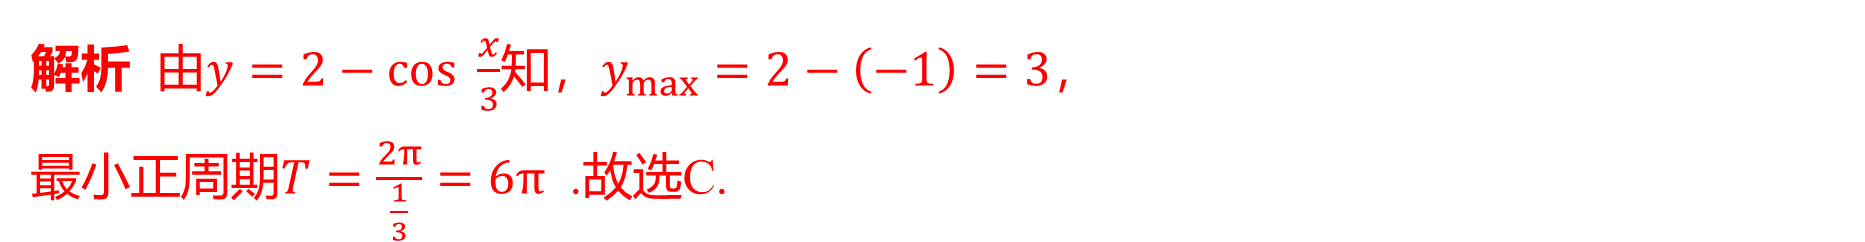 解析 由y = 2 − cos x/3知，y_max = 2 − (−1) = 3，
最小正周期T = 2π/(1/3) = 6π .故选C.